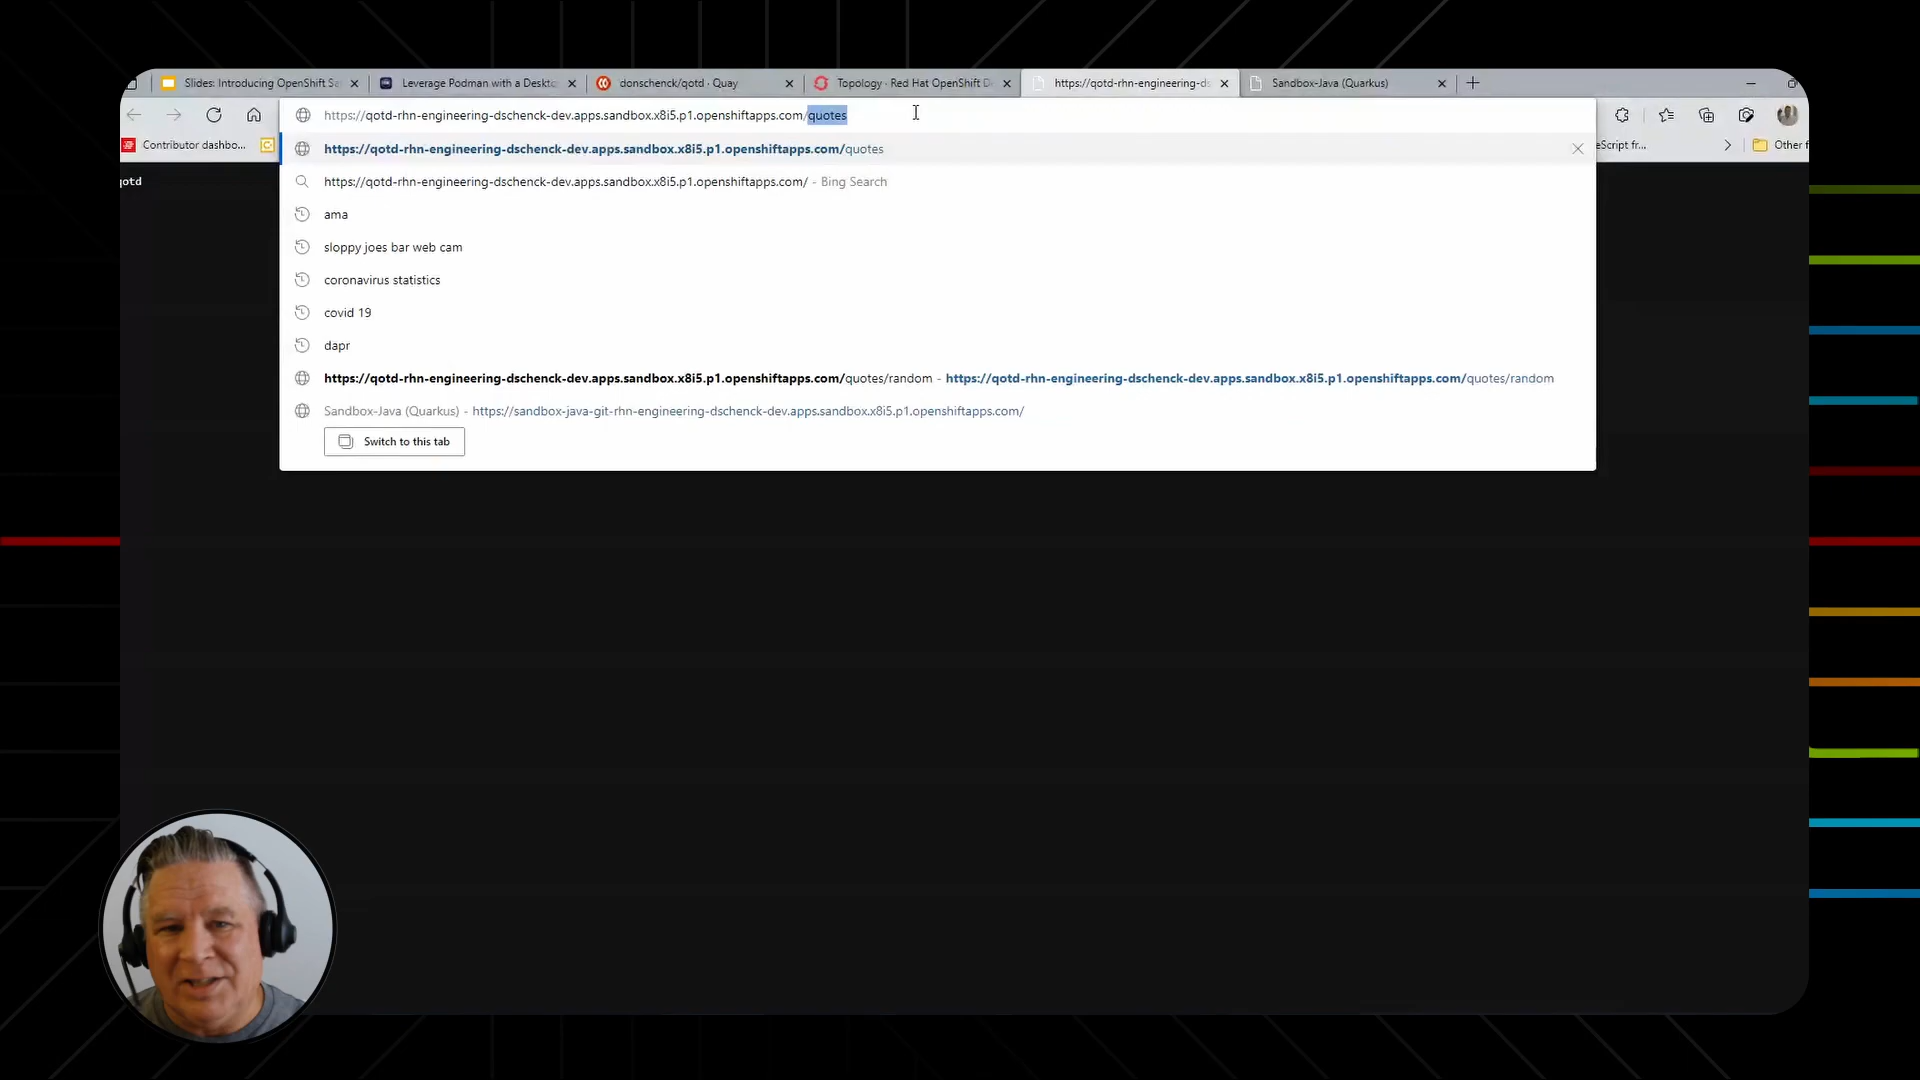 Slides: Introducing OpenShift Sa
Leverage Podman with a Deskto
donschenck/qotd · Quay
Topology · Red Hat OpenShift D
https://qotd-rhn-engineering-ds
Sandbox-Java (Quarkus)
https://qotd-rhn-engineering-dschenck-dev.apps.sandbox.x8i5.p1.openshiftapps.com/quotes
Contributor dashbo...
eScript fr...
Other f
https://qotd-rhn-engineering-dschenck-dev.apps.sandbox.x8i5.p1.openshiftapps.com/quotes
qotd
https://qotd-rhn-engineering-dschenck-dev.apps.sandbox.x8i5.p1.openshiftapps.com/ - Bing Search
ama
sloppy joes bar web cam
coronavirus statistics
covid 19
dapr
https://qotd-rhn-engineering-dschenck-dev.apps.sandbox.x8i5.p1.openshiftapps.com/quotes/random - https://qotd-rhn-engineering-dschenck-dev.apps.sandbox.x8i5.p1.openshiftapps.com/quotes/random
Sandbox-Java (Quarkus) - https://sandbox-java-git-rhn-engineering-dschenck-dev.apps.sandbox.x8i5.p1.openshiftapps.com/
Switch to this tab